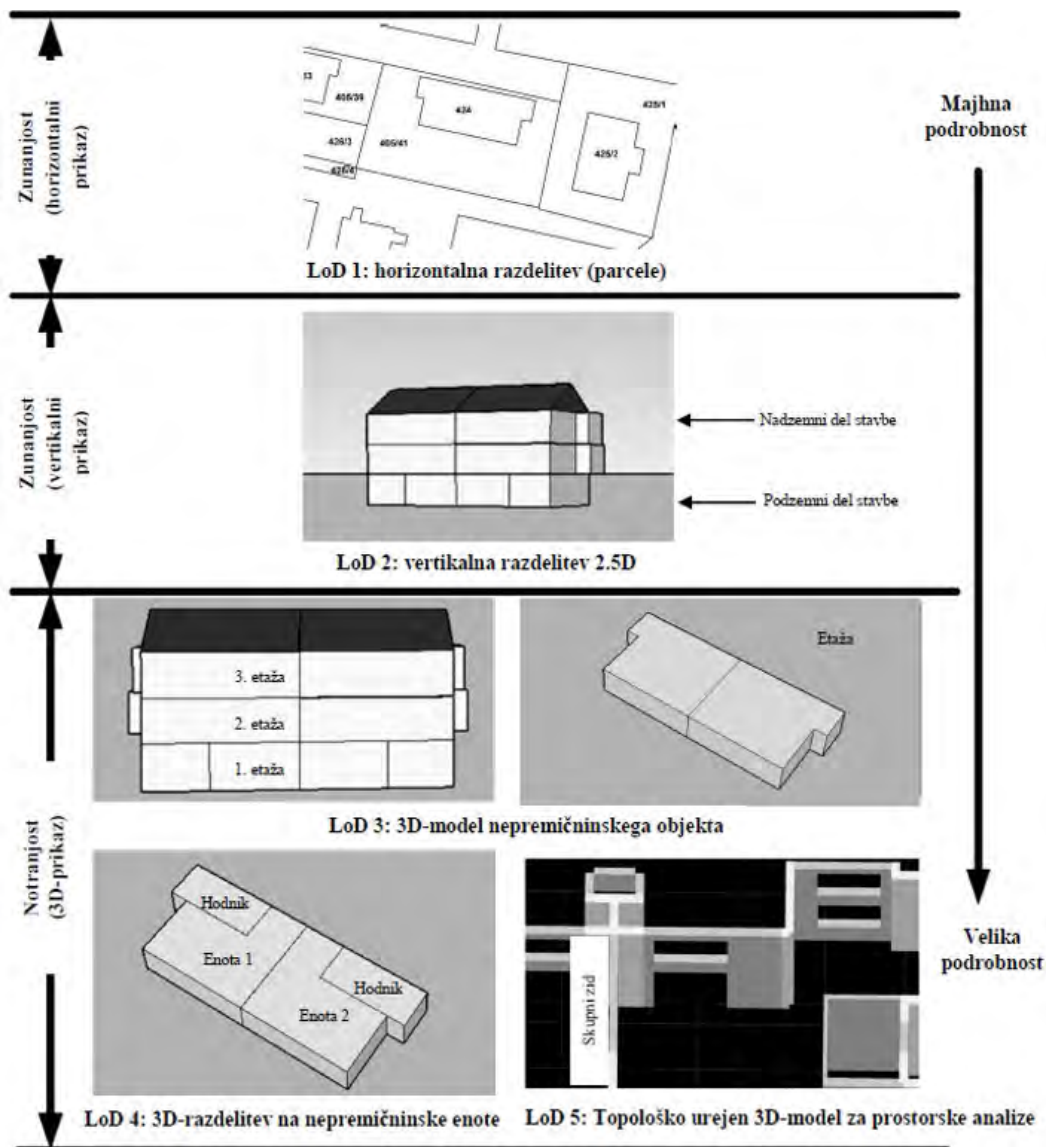 Zunanjost
(horizontalni
prikaz)
Majhna
podrobnost
405/39
424
425/1
426/3
405/41
425/2
LoD 1: horizontalna razdelitev (parcele)
Zunanjost
(vertikalni
prikaz)
Nadzemni del stavbe
Podzemni del stavbe
LoD 2: vertikalna razdelitev 2.5D
Notranjost
(3D-prikaz)
3. etaža
2. etaža
1. etaža
Etaža
LoD 3: 3D-model nepremičninskega objekta
Hodnik
Enota 1
Hodnik
Enota 2
Skupni zid
Velika
podrobnost
LoD 4: 3D-razdelitev na nepremičninske enote
LoD 5: Topološko urejen 3D-model za prostorske analize